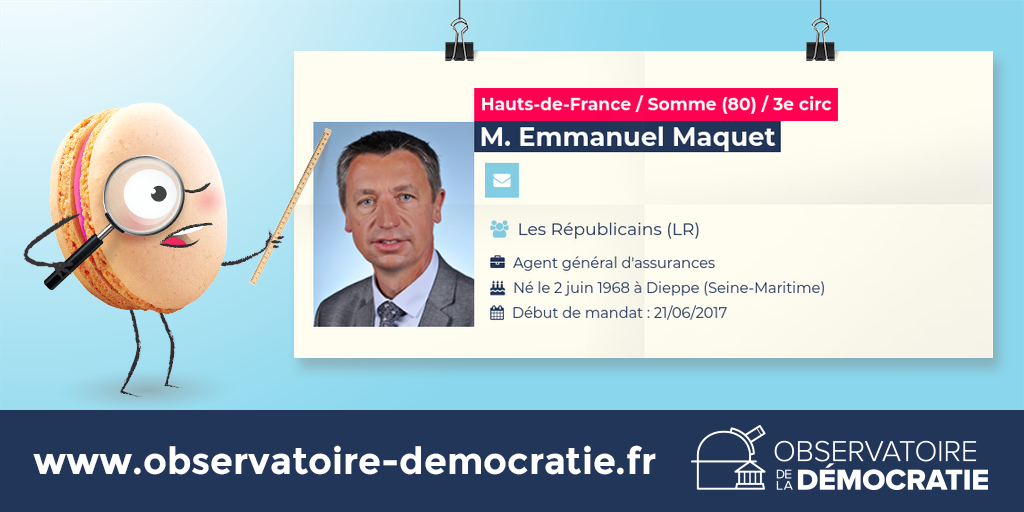 Hauts-de-France / Somme (80) / 3e circ
M. Emmanuel Maquet
Les Républicains (LR)
Agent général d'assurances
Né le 2 juin 1968 à Dieppe (Seine-Maritime)
Début de mandat : 21/06/2017
www.observatoire-democratie.fr
OBSERVATOIRE
DE LA DÉMOCRATIE